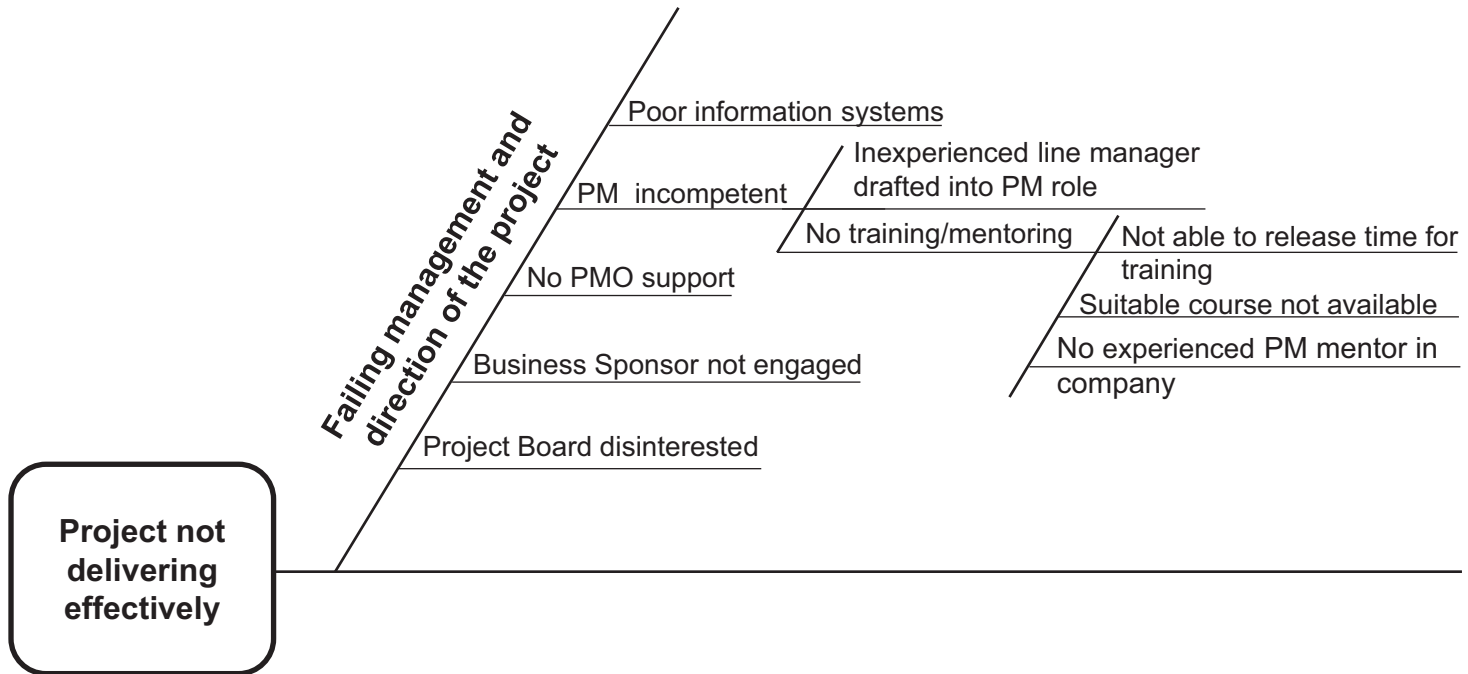 Failing management and
direction of the project
Poor information systems
PM incompetent
Inexperienced line manager
drafted into PM role
No training/mentoring
Not able to release time for
training
Suitable course not available
No experienced PM mentor in
company
No PMO support
Business Sponsor not engaged
Project Board disinterested
Project not
delivering
effectively